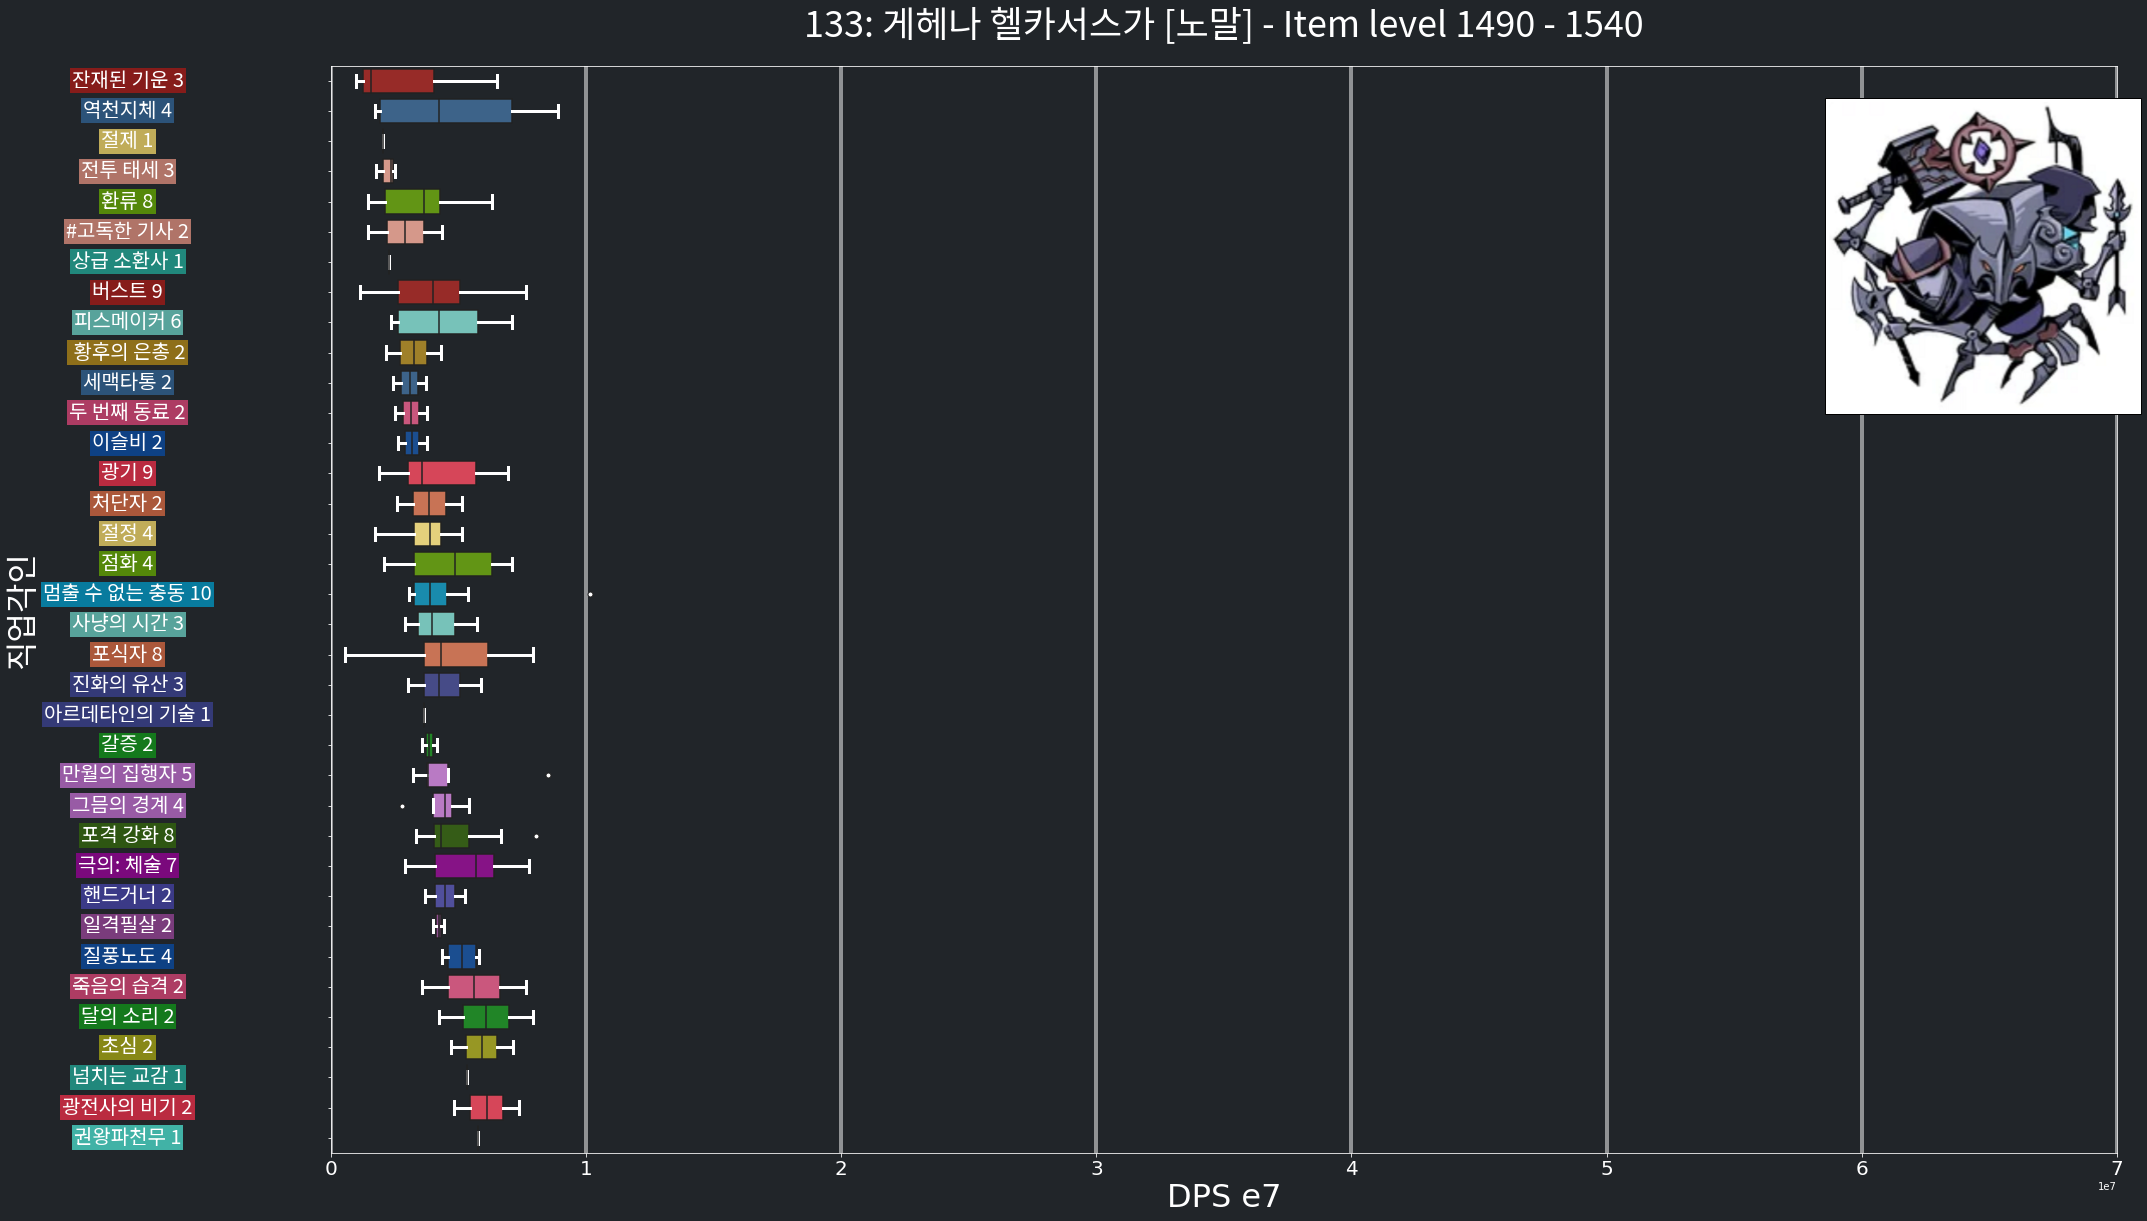 133: 게헤나 헬카서스가 [노말] - Item level 1490 - 1540
직업각인
잔재된 기운 3
역천지체 4
절제 1
전투 태세 3
환류 8
#고독한 기사 2
상급 소환사 1
버스트 9
피스메이커 6
황후의 은총 2
세맥타통 2
두 번째 동료 2
이슬비 2
광기 9
처단자 2
절정 4
점화 4
멈출 수 없는 충동 10
사냥의 시간 3
포식자 8
진화의 유산 3
아르데타인의 기술 1
갈증 2
만월의 집행자 5
그믐의 경계 4
포격 강화 8
극의: 체술 7
핸드거너 2
일격필살 2
질풍노도 4
죽음의 습격 2
달의 소리 2
초심 2
넘치는 교감 1
광전사의 비기 2
권왕파천무 1
0 1 2 3 4 5 6 7
1e7
DPS e7